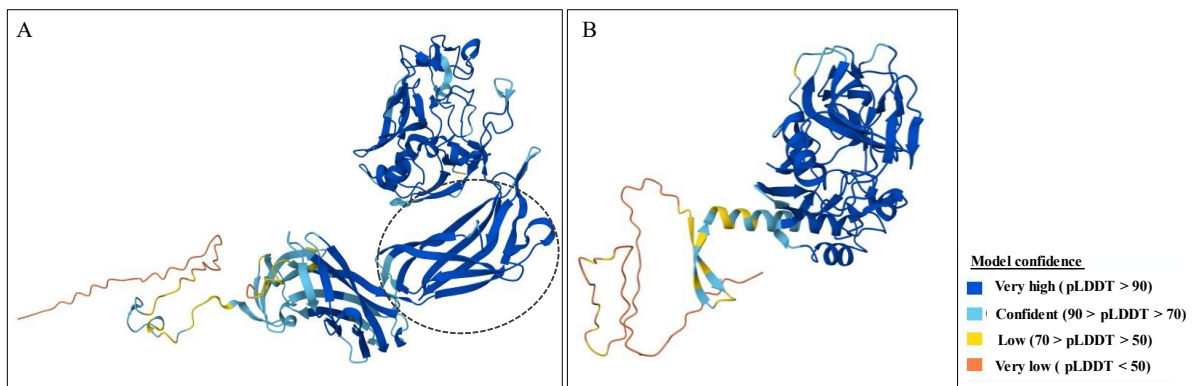 A
B
Model confidence
Very high ( pLDDT > 90)
Confident (90 > pLDDT > 70)
Low (70 > pLDDT > 50)
Very low ( pLDDT < 50)